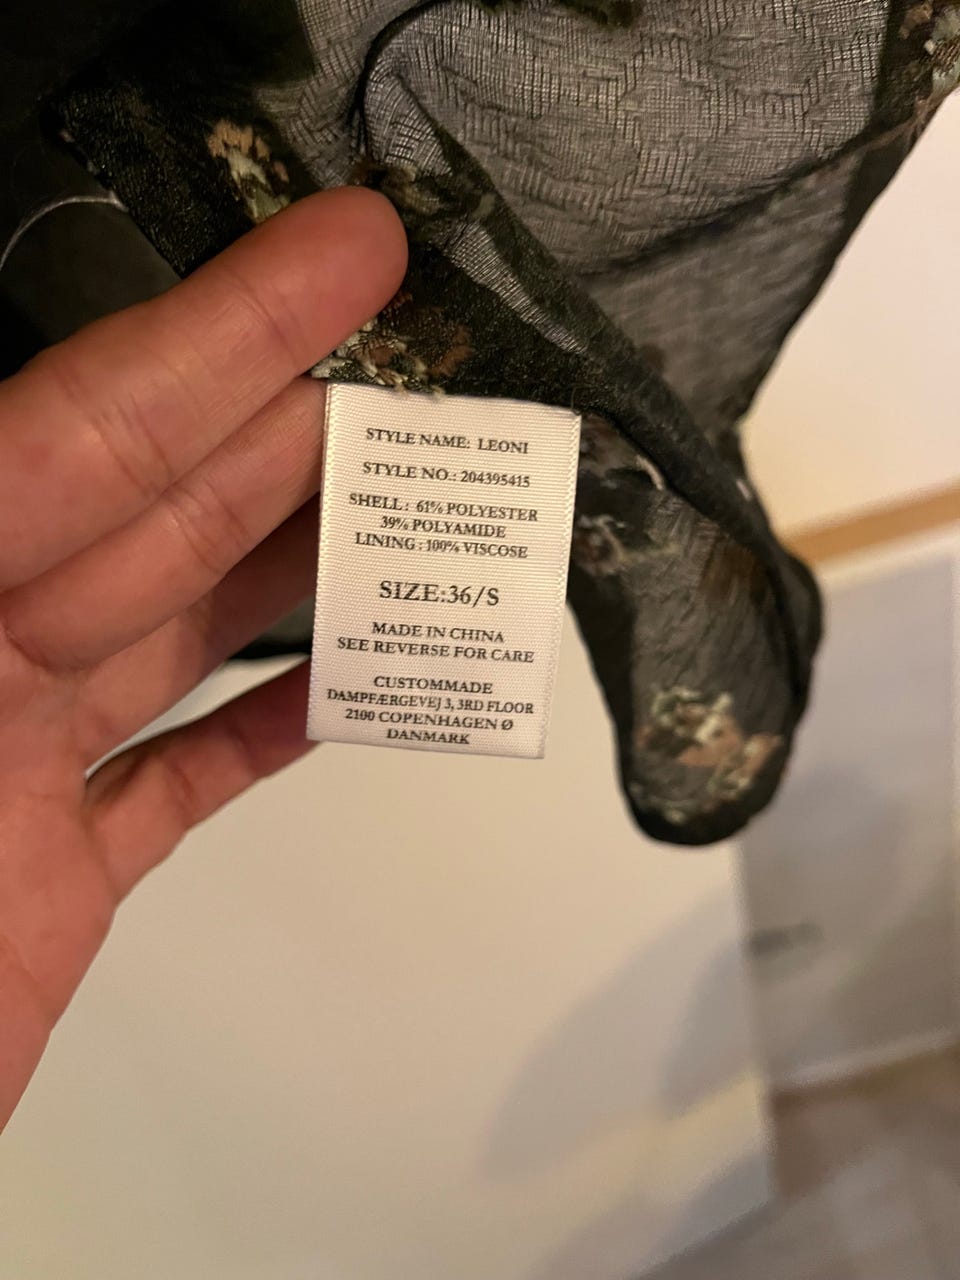 STYLE NAME: LEONI
STYLE NO.: 204395415
SHELL: 61% POLYESTER
39% POLYAMIDE
LINING: 100% VISCOSE
SIZE:36/S
MADE IN CHINA
SEE REVERSE FOR CARE
CUSTOMMADE
DAMPFÆRGEVEJ 3, 3RD FLOOR
2100 COPENHAGEN Ø
DANMARK